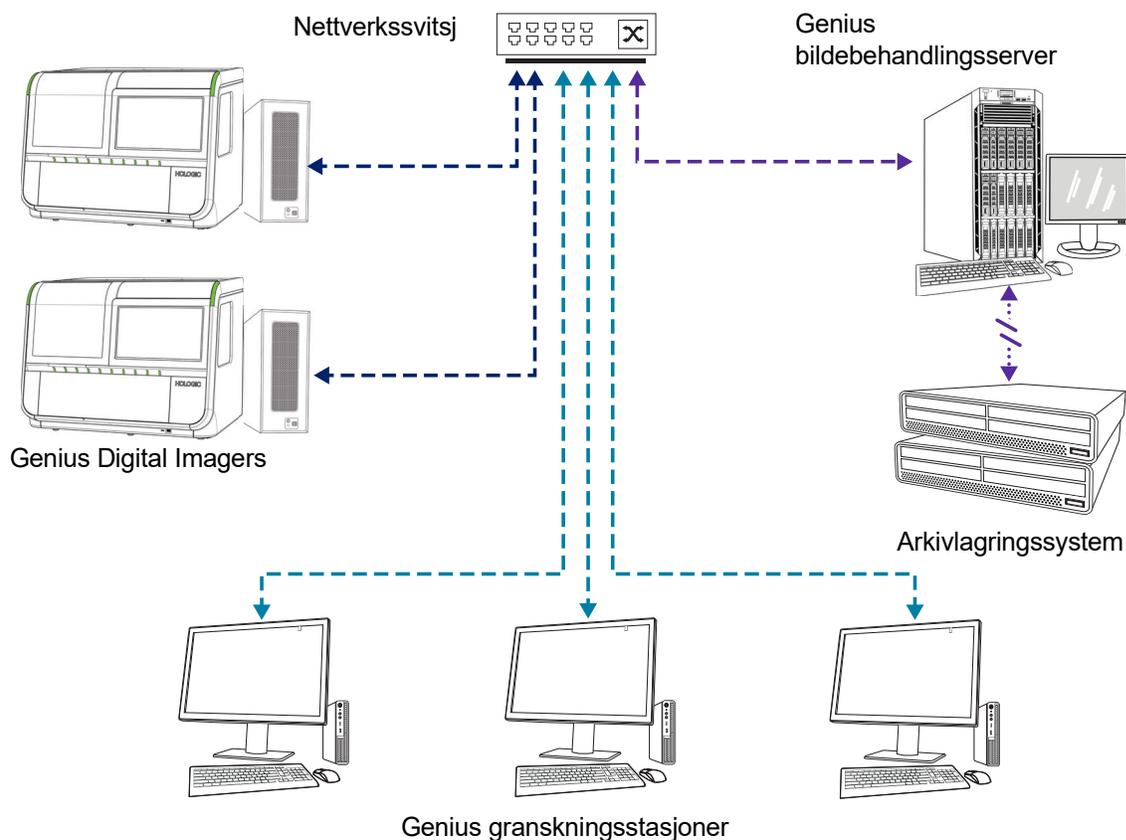 Nettverkssvitsj
Genius
bildebehandlingsserver
HOLOGIC
HOLOGIC
Genius Digital Imagers
Arkivlagringssystem
Genius granskningsstasjoner